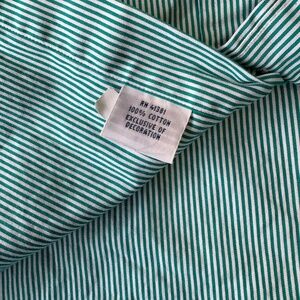 RN 41381
100% COTTON
EXCLUSIVE OF
DECORATION